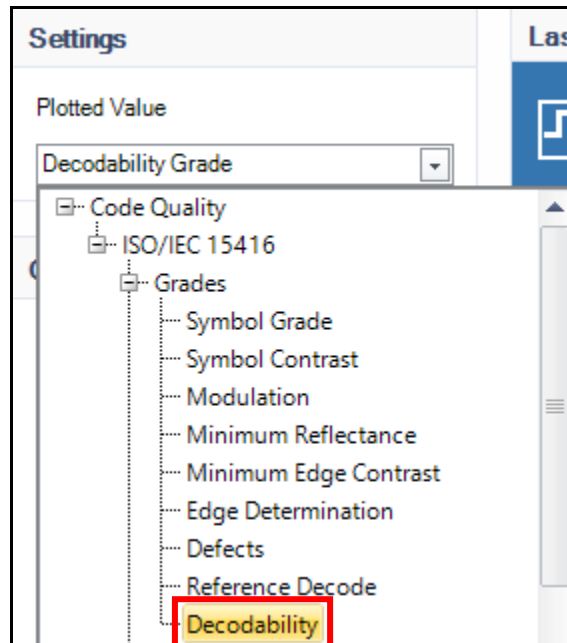 Settings
Las
Plotted Value
Decodability Grade
Code Quality
ISO/IEC 15416
Grades
Symbol Grade
Symbol Contrast
Modulation
Minimum Reflectance
Minimum Edge Contrast
Edge Determination
Defects
Reference Decode
Decodability